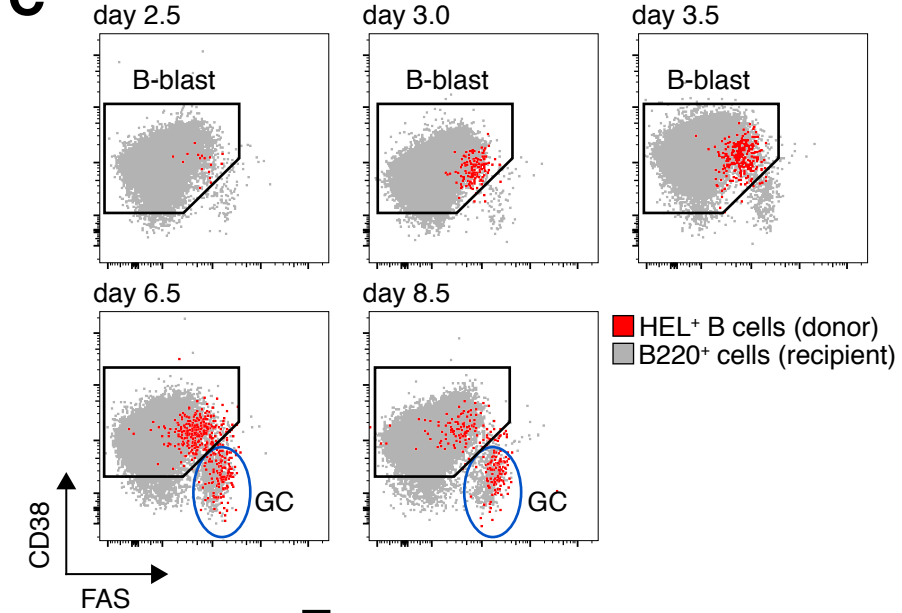 C
day 2.5
day 3.0
day 3.5
B-blast
B-blast
B-blast
day 6.5
day 8.5
HEL⁺ B cells (donor)
B220⁺ cells (recipient)
GC
GC
CD38
FAS